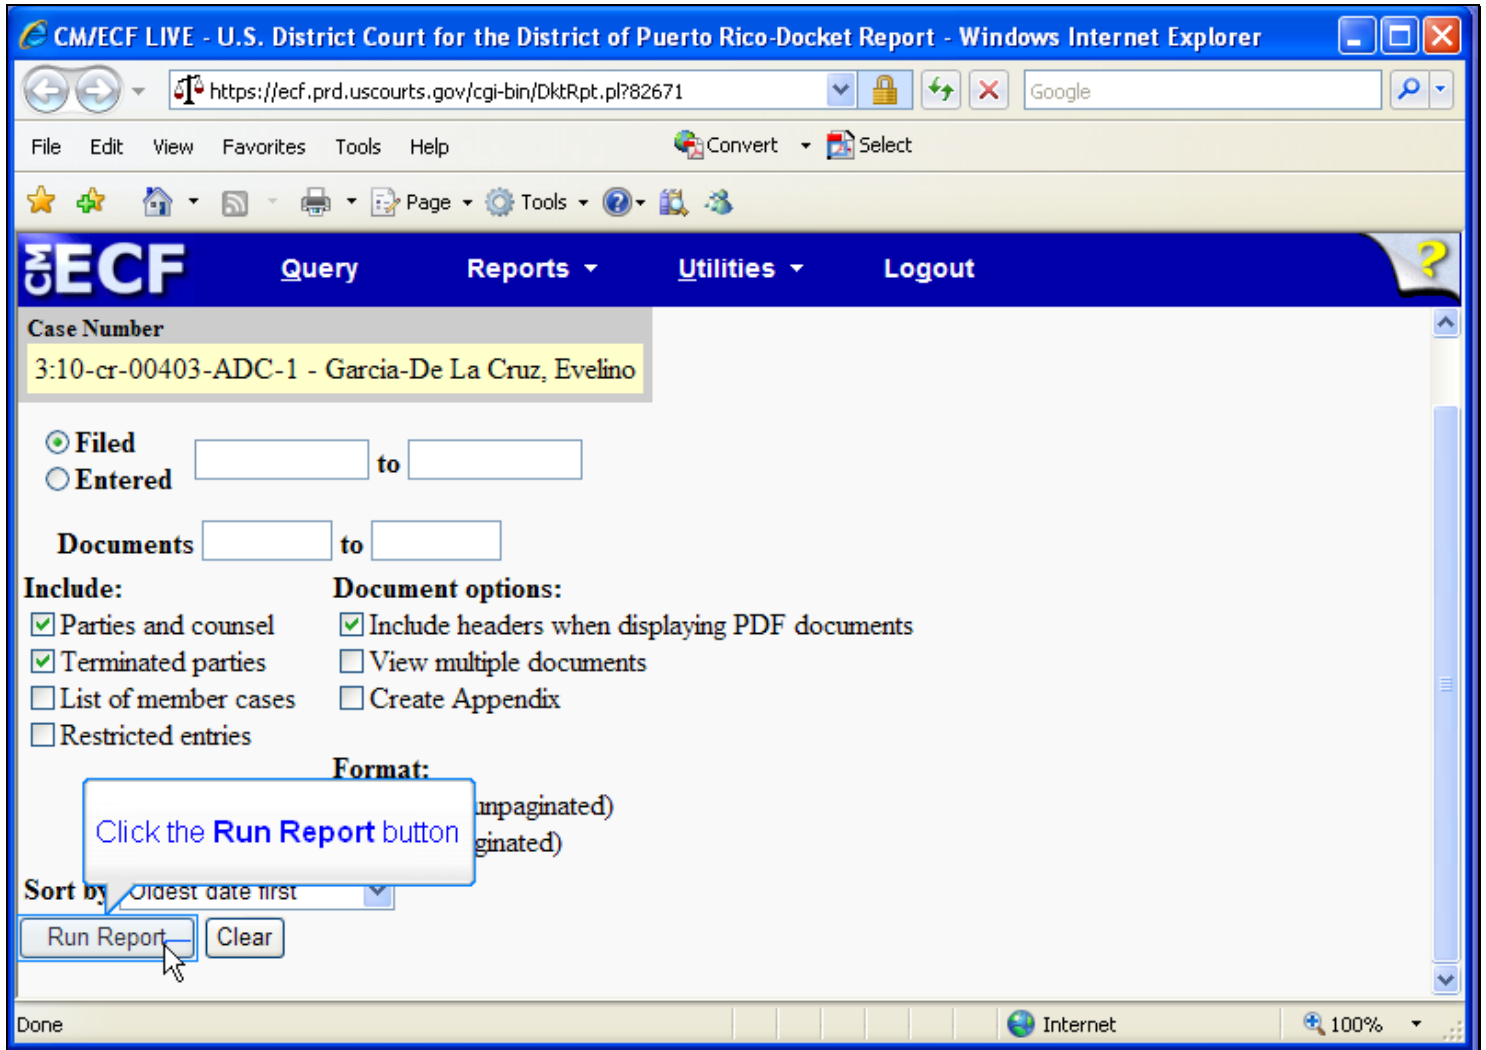 CM/ECF LIVE - U.S. District Court for the District of Puerto Rico-Docket Report - Windows Internet Explorer
https://ecf.prd.uscourts.gov/cgi-bin/DktRpt.pl?82671 Google
File Edit View Favorites Tools Help Convert Select
Page Tools
CM ECF Query Reports Utilities Logout ?
Case Number
3:10-cr-00403-ADC-1 - Garcia-De La Cruz, Evelino
Filed
to
Entered
Documents to
Include: Document options:
Parties and counsel Include headers when displaying PDF documents
Terminated parties View multiple documents
List of member cases Create Appendix
Restricted entries
Format:
unpaginated)
Click the Run Report button
ginated)
Sort by Oldest date first
Run Report Clear
Done Internet 100%